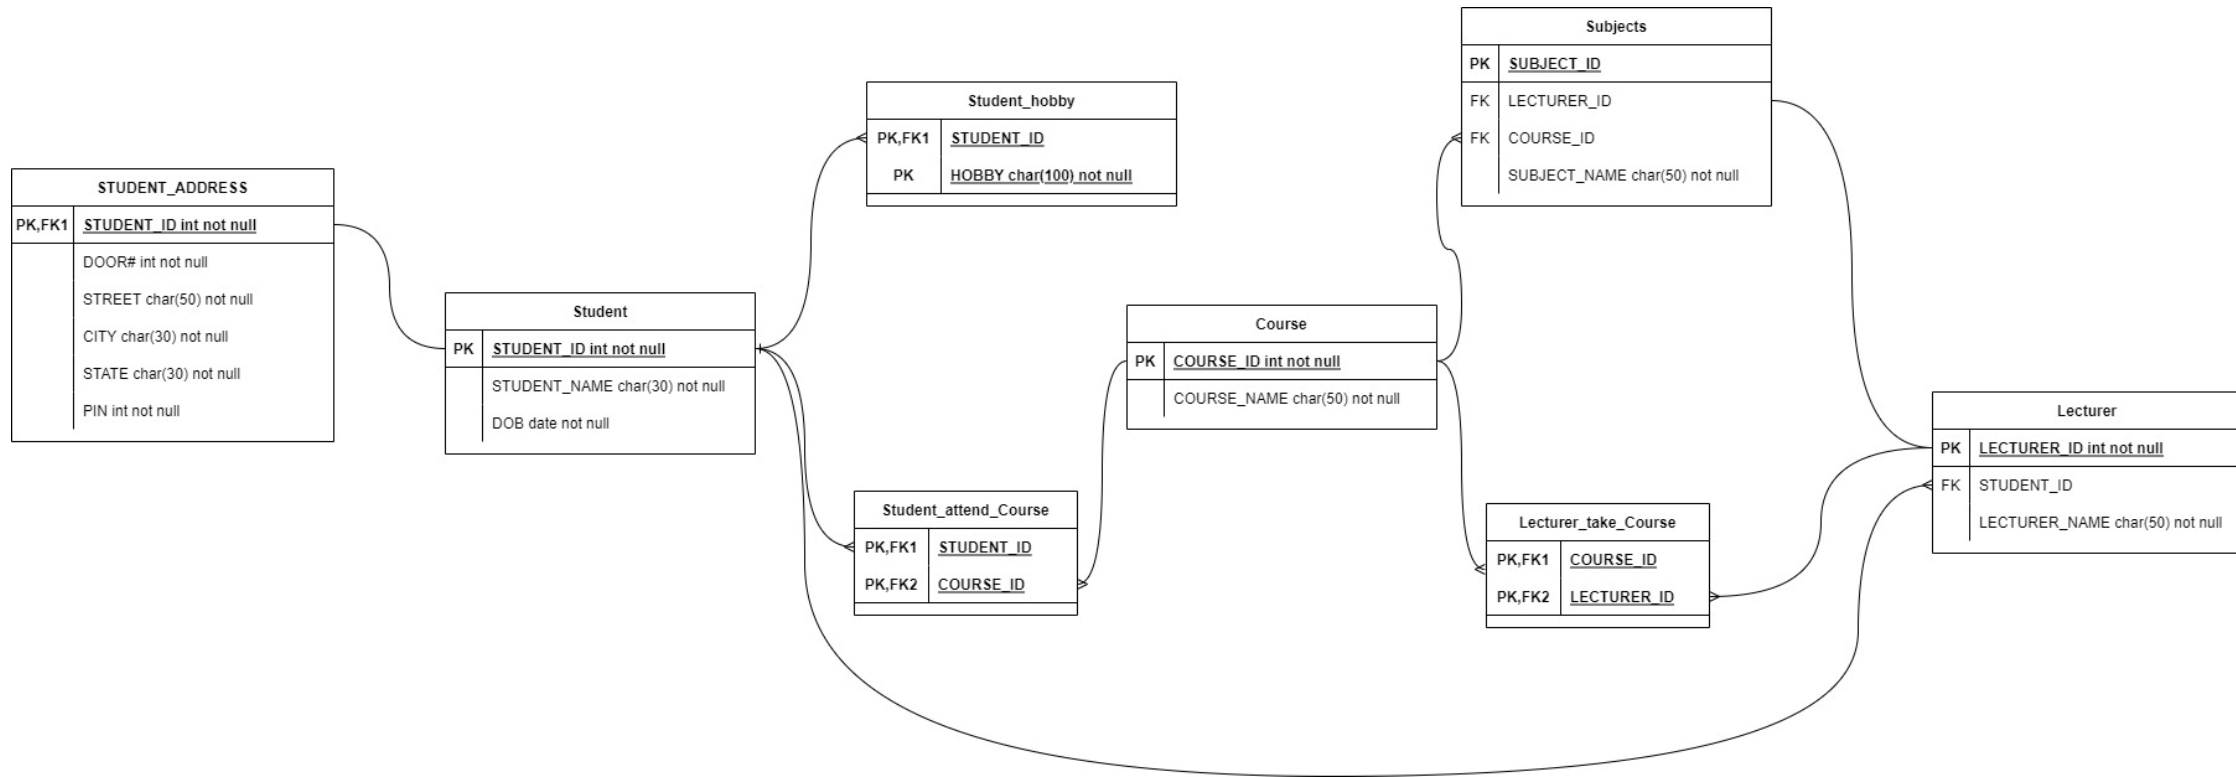 Subjects
PK SUBJECT_ID
FK LECTURER_ID
FK COURSE_ID
SUBJECT_NAME char(50) not null
Student_hobby
PK,FK1 STUDENT_ID
PK HOBBY char(100) not null
STUDENT_ADDRESS
PK,FK1 STUDENT_ID int not null
DOOR# int not null
STREET char(50) not null
CITY char(30) not null
STATE char(30) not null
PIN int not null
Student
PK STUDENT_ID int not null
STUDENT_NAME char(30) not null
DOB date not null
Course
PK COURSE_ID int not null
COURSE_NAME char(50) not null
Lecturer
PK LECTURER_ID int not null
FK STUDENT_ID
LECTURER_NAME char(50) not null
Student_attend_Course
PK,FK1 STUDENT_ID
PK,FK2 COURSE_ID
Lecturer_take_Course
PK,FK1 COURSE_ID
PK,FK2 LECTURER_ID